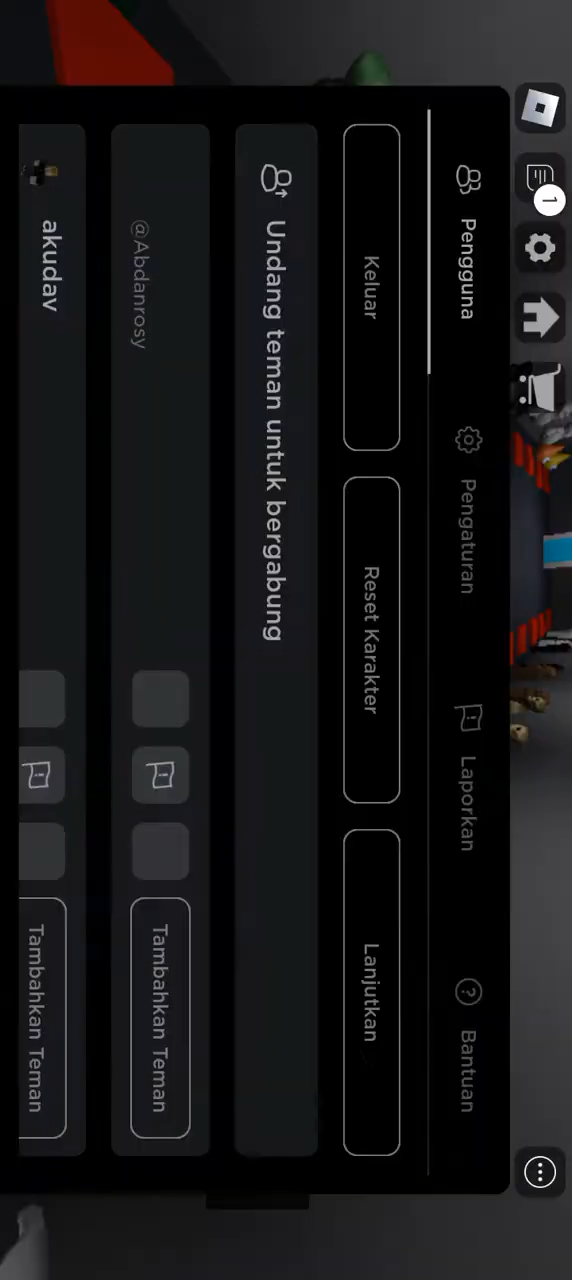 1
Pengguna
Pengaturan
Laporkan
Bantuan
Keluar
Reset Karakter
Lanjutkan
Undang teman untuk bergabung
@Abdanrosy
Tambahkan Teman
akudav
Tambahkan Teman